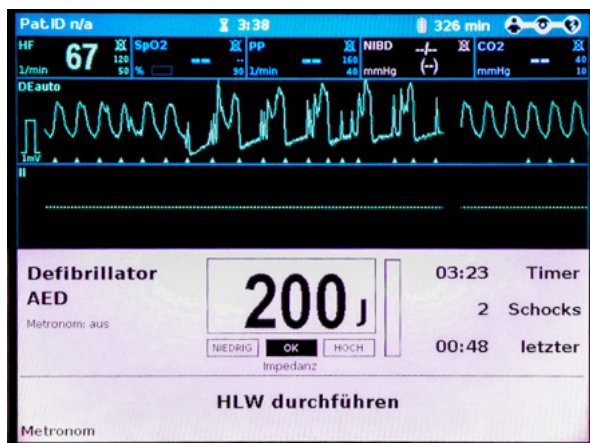 Pat.ID n/a 3:38 326 min
HF 67 120 50 1/min
SpO2 -- -- 90 %
PP -- 160 40 1/min
NIBD --/-- (--) mmHg
CO2 -- 40 10 mmHg
DEauto
1mV
II
Defibrillator
AED
Metronom: aus
200 J
NIEDRIG OK HOCH
Impedanz
03:23 Timer
2 Schocks
00:48 letzter
HLW durchführen
Metronom